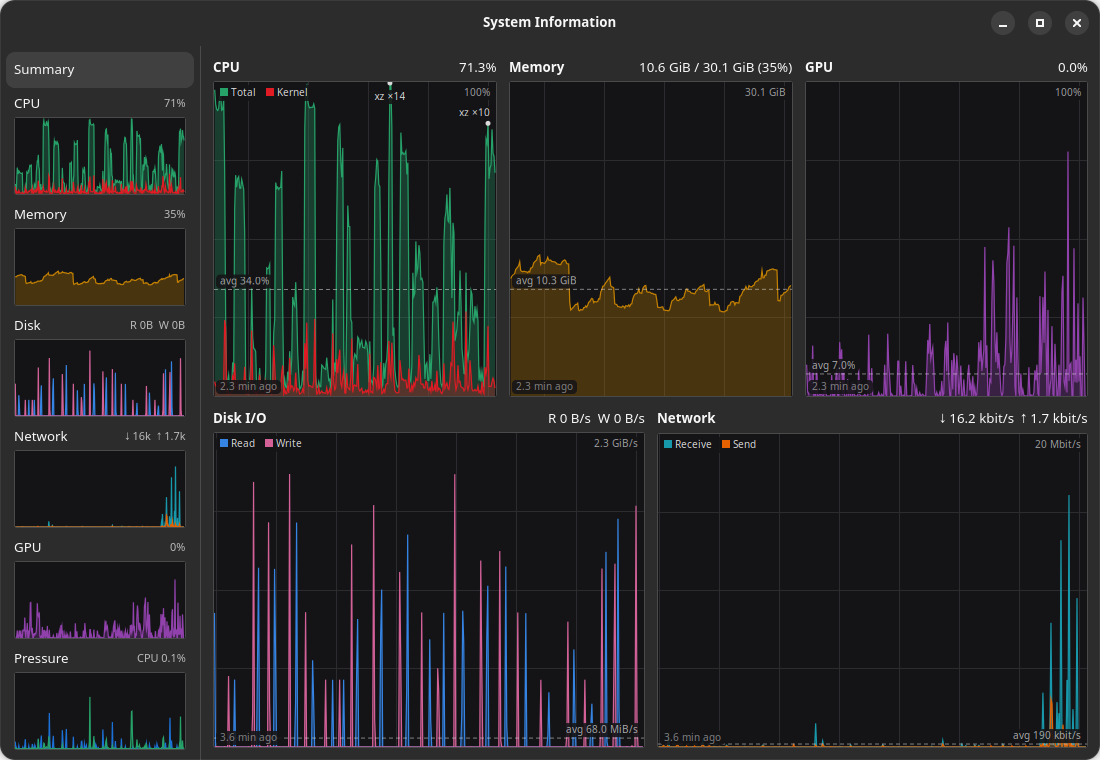 System Information
Summary
CPU 71%
Memory 35%
Disk R 0B W 0B
Network ↓16k ↑1.7k
GPU 0%
Pressure CPU 0.1%
CPU 71.3%
Total Kernel 100%
xz ×14
xz ×10
avg 34.0%
2.3 min ago
Memory 10.6 GiB / 30.1 GiB (35%)
30.1 GiB
avg 10.3 GiB
2.3 min ago
GPU 0.0%
100%
avg 7.0%
2.3 min ago
Disk I/O R 0 B/s W 0 B/s
Read Write 2.3 GiB/s
avg 68.0 MiB/s
3.6 min ago
Network ↓ 16.2 kbit/s ↑ 1.7 kbit/s
Receive Send 20 Mbit/s
avg 190 kbit/s
3.6 min ago